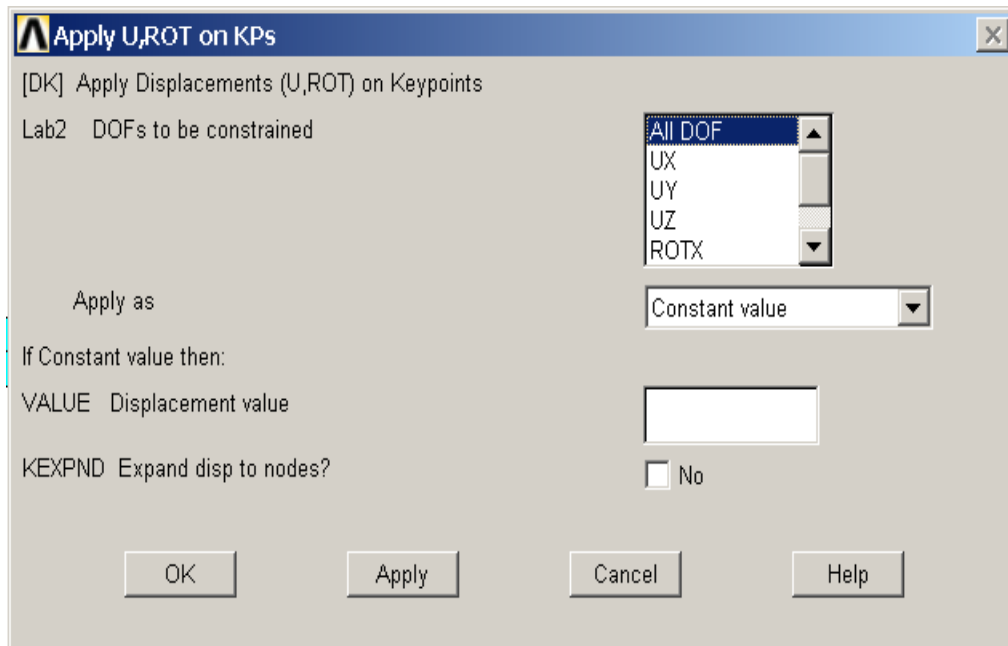 Apply U,ROT on KPs
[DK] Apply Displacements (U,ROT) on Keypoints
Lab2 DOFs to be constrained
All DOF
UX
UY
UZ
ROTX
Apply as
Constant value
If Constant value then:
VALUE Displacement value
KEXPND Expand disp to nodes?
No
OK
Apply
Cancel
Help